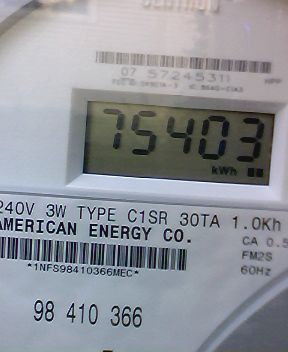 07 57245311
75403
kWh
240V 3W TYPE C1SR 30TA 1.0Kh
AMERICAN ENERGY CO.
CA 0.5
FM2S
60Hz
*1NFS98410366MEC*
98 410 366